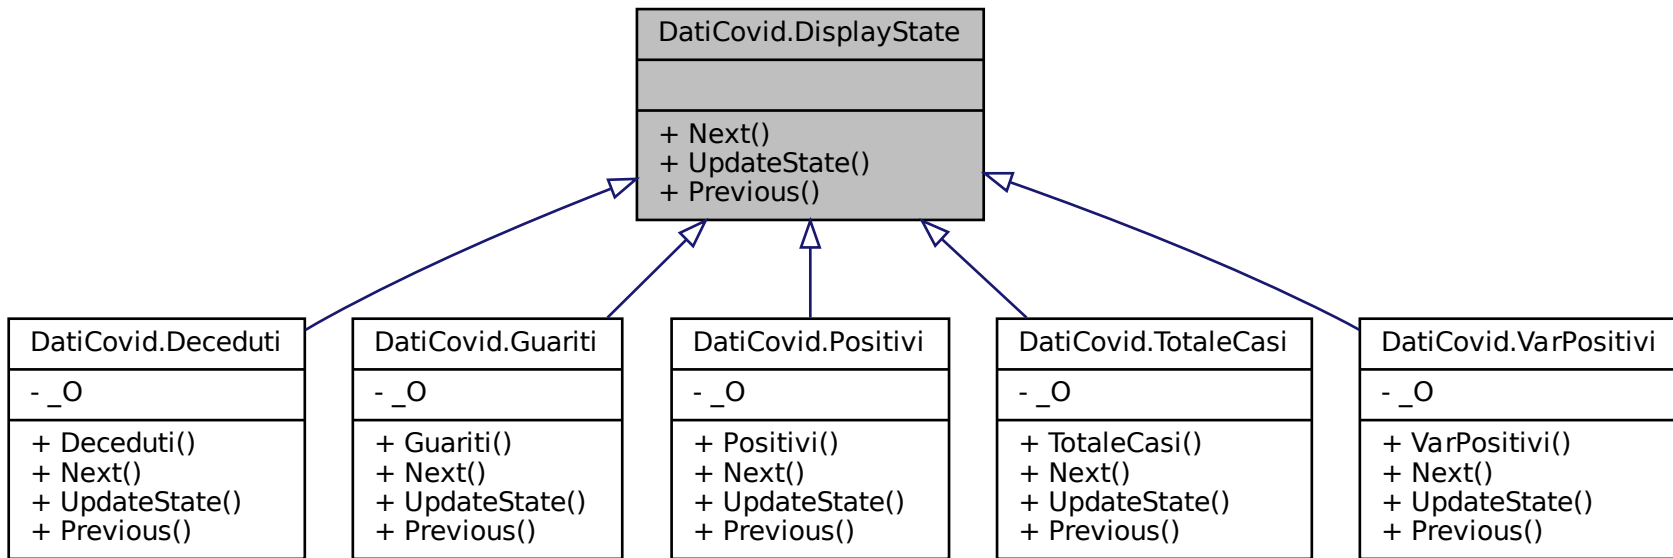 DatiCovid.DisplayState
+ Next()
+ UpdateState()
+ Previous()
DatiCovid.Deceduti
- _O
+ Deceduti()
+ Next()
+ UpdateState()
+ Previous()
DatiCovid.Guariti
- _O
+ Guariti()
+ Next()
+ UpdateState()
+ Previous()
DatiCovid.Positivi
- _O
+ Positivi()
+ Next()
+ UpdateState()
+ Previous()
DatiCovid.TotaleCasi
- _O
+ TotaleCasi()
+ Next()
+ UpdateState()
+ Previous()
DatiCovid.VarPositivi
- _O
+ VarPositivi()
+ Next()
+ UpdateState()
+ Previous()